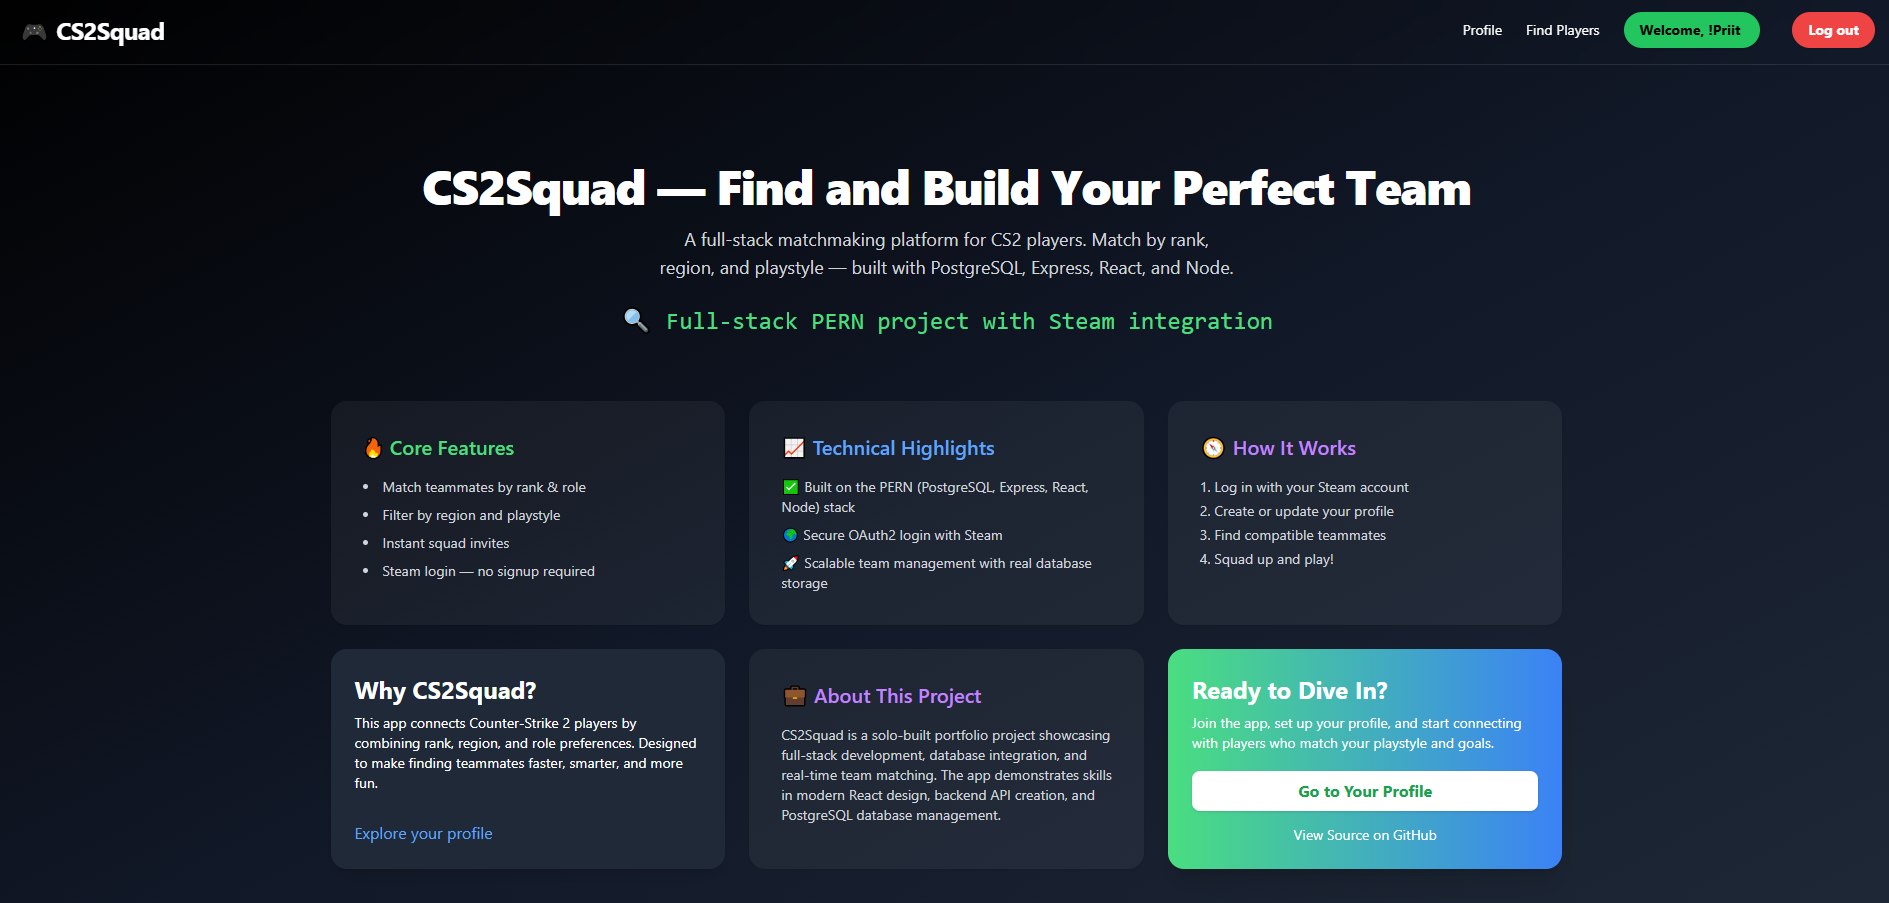 🎮 CS2Squad
Profile
Find Players
Welcome, !Priit
Log out
CS2Squad — Find and Build Your Perfect Team
A full-stack matchmaking platform for CS2 players. Match by rank,
region, and playstyle — built with PostgreSQL, Express, React, and Node.
🔍 Full-stack PERN project with Steam integration
🔥 Core Features
• Match teammates by rank & role
• Filter by region and playstyle
• Instant squad invites
• Steam login — no signup required
📈 Technical Highlights
✅ Built on the PERN (PostgreSQL, Express, React,
Node) stack
🌍 Secure OAuth2 login with Steam
🚀 Scalable team management with real database
storage
🧭 How It Works
1. Log in with your Steam account
2. Create or update your profile
3. Find compatible teammates
4. Squad up and play!
Why CS2Squad?
This app connects Counter-Strike 2 players by
combining rank, region, and role preferences. Designed
to make finding teammates faster, smarter, and more
fun.
Explore your profile
💼 About This Project
CS2Squad is a solo-built portfolio project showcasing
full-stack development, database integration, and
real-time team matching. The app demonstrates skills
in modern React design, backend API creation, and
PostgreSQL database management.
Ready to Dive In?
Join the app, set up your profile, and start connecting
with players who match your playstyle and goals.
Go to Your Profile
View Source on GitHub